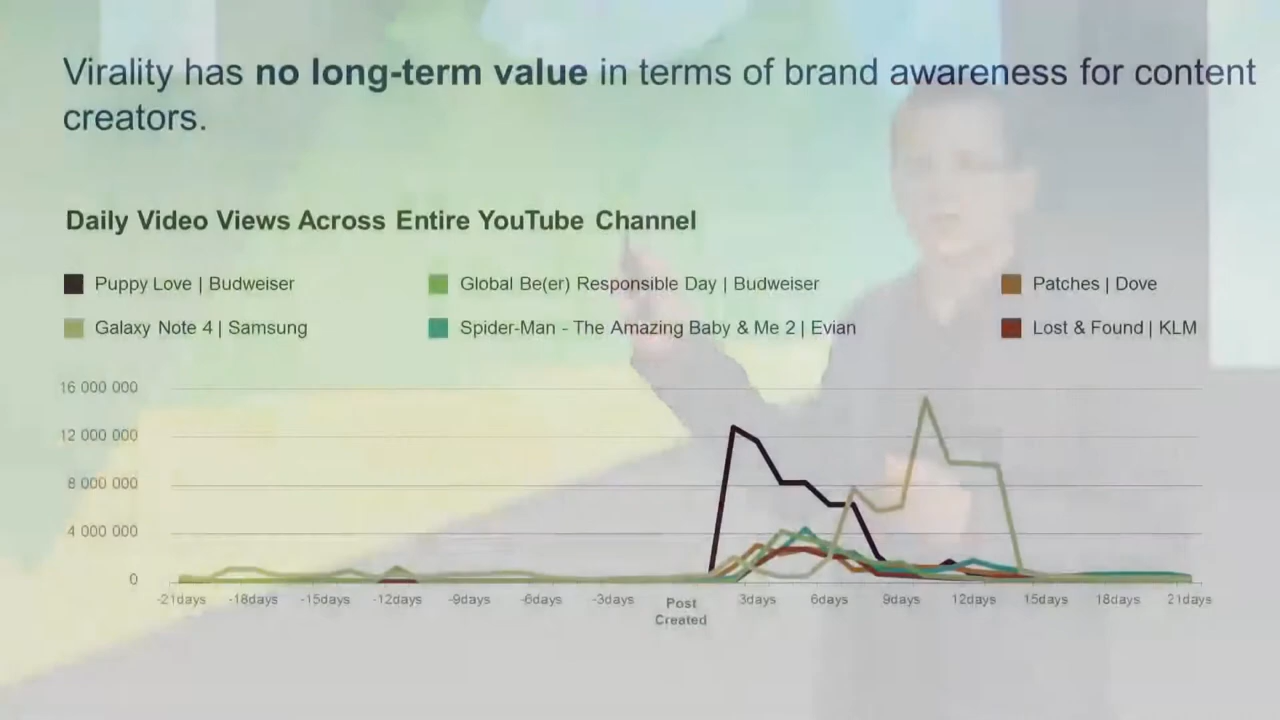 Virality has no long-term value in terms of brand awareness for content
creators.
Daily Video Views Across Entire YouTube Channel
Puppy Love | Budweiser
Global Be(er) Responsible Day | Budweiser
Patches | Dove
Galaxy Note 4 | Samsung
Spider-Man - The Amazing Baby & Me 2 | Evian
Lost & Found | KLM
16 000 000
12 000 000
8 000 000
4 000 000
0
-21days -18days -15days -12days -9days -6days -3days Post Created 3days 6days 9days 12days 15days 18days 21days